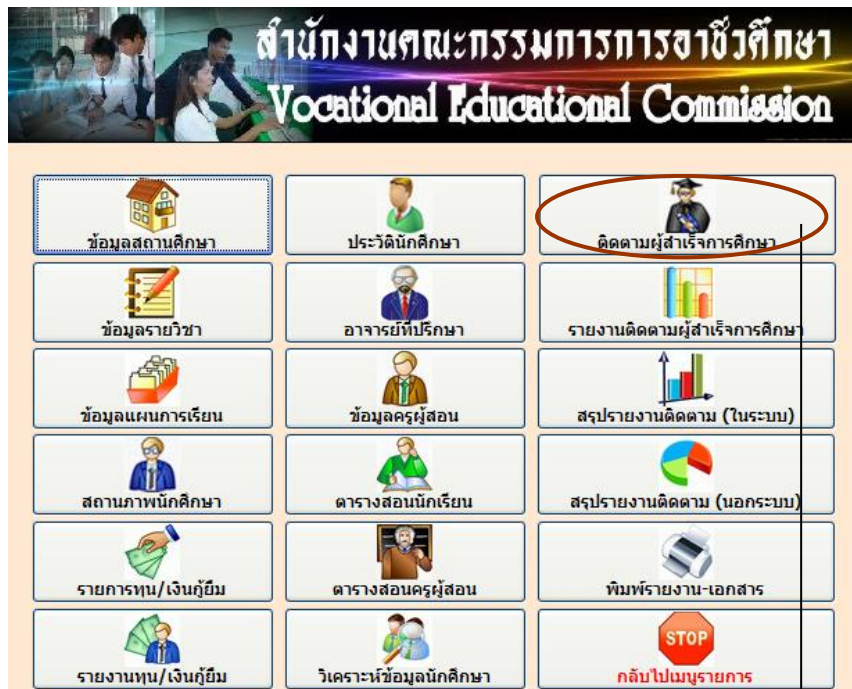 สำนักงานคณะกรรมการการอาชีวศึกษา
Vocational Educational Commission
ข้อมูลสถานศึกษา
ประวัตินักศึกษา
ติดตามผู้สำเร็จการศึกษา
ข้อมูลรายวิชา
อาจารย์ที่ปรึกษา
รายงานติดตามผู้สำเร็จการศึกษา
ข้อมูลแผนการเรียน
ข้อมูลครูผู้สอน
สรุปรายงานติดตาม (ในระบบ)
สถานภาพนักศึกษา
ตารางสอนนักเรียน
สรุปรายงานติดตาม (นอกระบบ)
รายการทุน/เงินกู้ยืม
ตารางสอนครูผู้สอน
พิมพ์รายงาน-เอกสาร
รายงานทุน/เงินกู้ยืม
วิเคราะห์ข้อมูลนักศึกษา
STOP
กลับไปเมนูรายการ